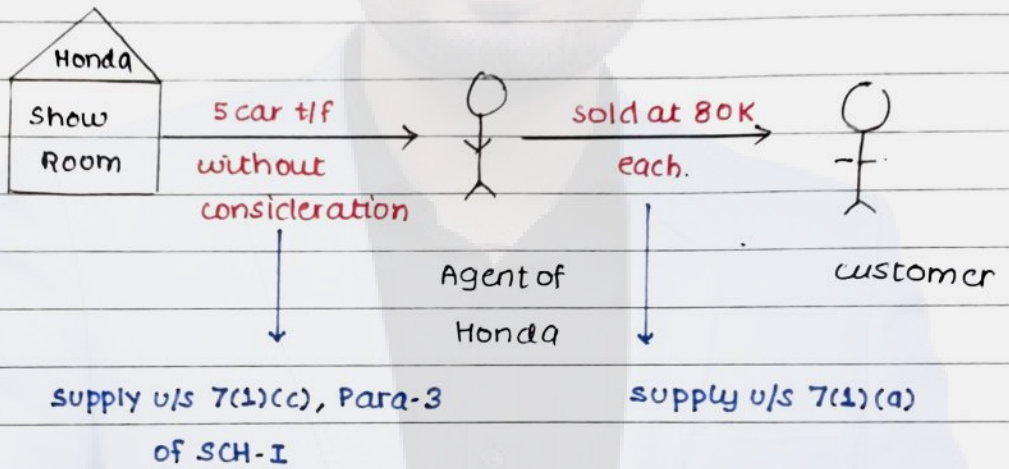 Honda
Show
Room
5 car t/f
without
consideration
sold at 80K
each.
Agent of
Honda
customer
supply u/s 7(1)(c), Para-3
of SCH-I
supply u/s 7(1)(a)